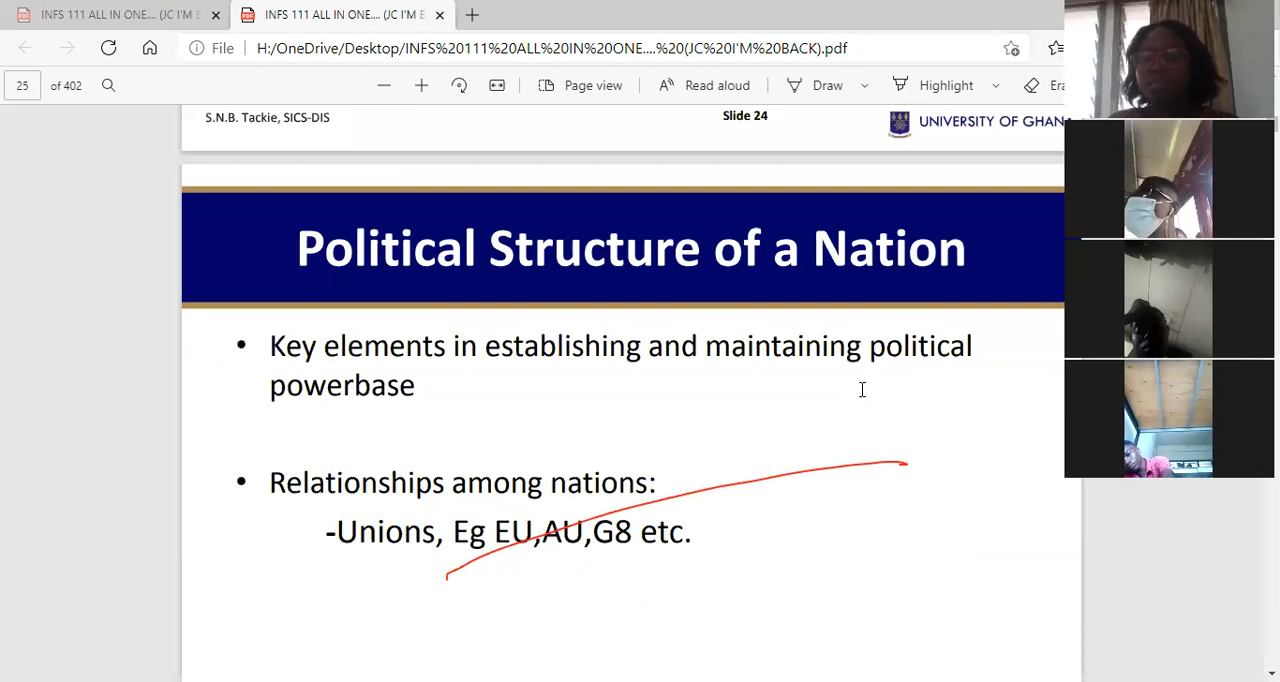 INFS 111 ALL IN ONE.... (JC I'M B
INFS 111 ALL IN ONE.... (JC I'M B
File H:/OneDrive/Desktop/INFS%20111%20ALL%20IN%20ONE....%20(JC%20I'M%20BACK).pdf
25 of 402 Page view Read aloud Draw Highlight Era
S.N.B. Tackie, SICS-DIS Slide 24 UNIVERSITY OF GHAN
Political Structure of a Nation
• Key elements in establishing and maintaining political
powerbase
• Relationships among nations:
-Unions, Eg EU,AU,G8 etc.